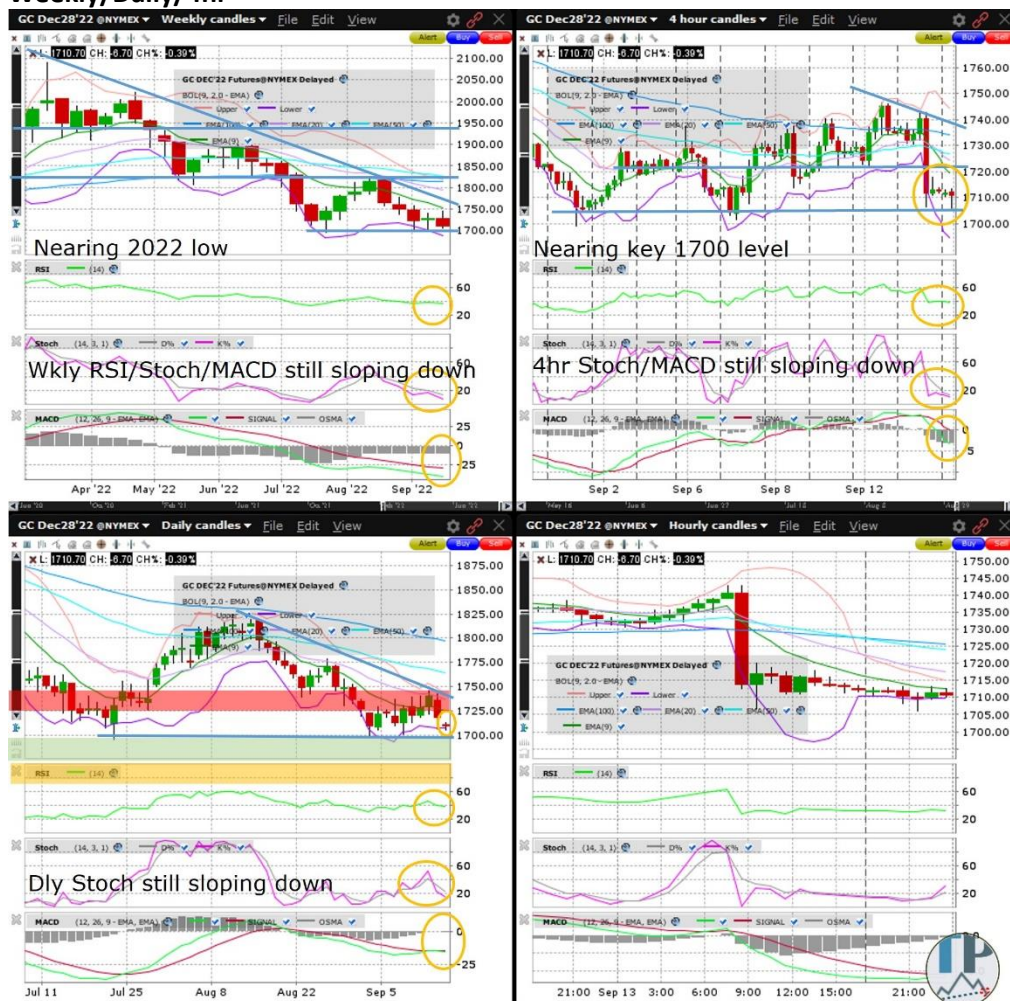 GC Dec28'22 @NYMEX Weekly candles File Edit View
Alert Buy Sell
L: 1710.70 CH: -6.70 CH%: -0.39%
GC DEC'22 Futures@NYMEX Delayed
BOL(9, 2.0 - EMA)
Upper Lower
EMA(100) EMA(20) EMA(50)
EMA(9)
2100.00
2050.00
2000.00
1950.00
1900.00
1850.00
1800.00
1750.00
1700.00
Nearing 2022 low
RSI (14)
60
20
Stoch (14, 3, 1) D% K%
60
Wkly RSI/Stoch/MACD still sloping down
20
MACD (12, 26, 9 - EMA, EMA) SIGNAL OSMA
25
-25
Apr '22 May '22 Jun '22 Jul '22 Aug '22 Sep '22
GC Dec28'22 @NYMEX 4 hour candles File Edit View
Alert Buy Sell
L: 1710.70 CH: -6.70 CH%: -0.39%
GC DEC'22 Futures@NYMEX Delayed
BOL(9, 2.0 - EMA)
Upper Lower
EMA(100) EMA(20) EMA(50)
EMA(9)
1760.00
1750.00
1740.00
1730.00
1720.00
1710.00
1700.00
Nearing key 1700 level
RSI (14)
60
20
Stoch (14, 3, 1) D% K%
60
4hr Stoch/MACD still sloping down
20
MACD (12, 26, 9 - EMA, EMA) SIGNAL OSMA
0
Sep 2 Sep 6 Sep 8 Sep 12
GC Dec28'22 @NYMEX Daily candles File Edit View
Alert Buy Sell
L: 1710.70 CH: -6.70 CH%: -0.39%
GC DEC'22 Futures@NYMEX Delayed
BOL(9, 2.0 - EMA)
Upper Lower
EMA(20) EMA(50)
EMA(9)
1875.00
1850.00
1825.00
1800.00
1775.00
1750.00
1725.00
1700.00
RSI (14)
60
20
Stoch (14, 3, 1) D% K%
60
Dly Stoch still sloping down
20
MACD (12, 26, 9 - EMA, EMA) SIGNAL OSMA
0
-25
Jul 11 Jul 25 Aug 8 Aug 22 Sep 5
GC Dec28'22 @NYMEX Hourly candles File Edit View
Alert Buy Sell
L: 1710.70 CH: -6.70 CH%: -0.39%
1750.00
1745.00
1740.00
1735.00
1730.00
1725.00
1720.00
1715.00
1710.00
1705.00
1700.00
GC DEC'22 Futures@NYMEX Delayed
BOL(9, 2.0 - EMA)
Upper Lower
EMA(100) EMA(20) EMA(50)
EMA(9)
RSI (14)
60
20
Stoch (14, 3, 1) D% K%
60
20
MACD (12, 26, 9 - EMA, EMA) SIGNAL OSMA
21:00 Sep 13 3:00 6:00 9:00 12:00 15:00 21:00
TP